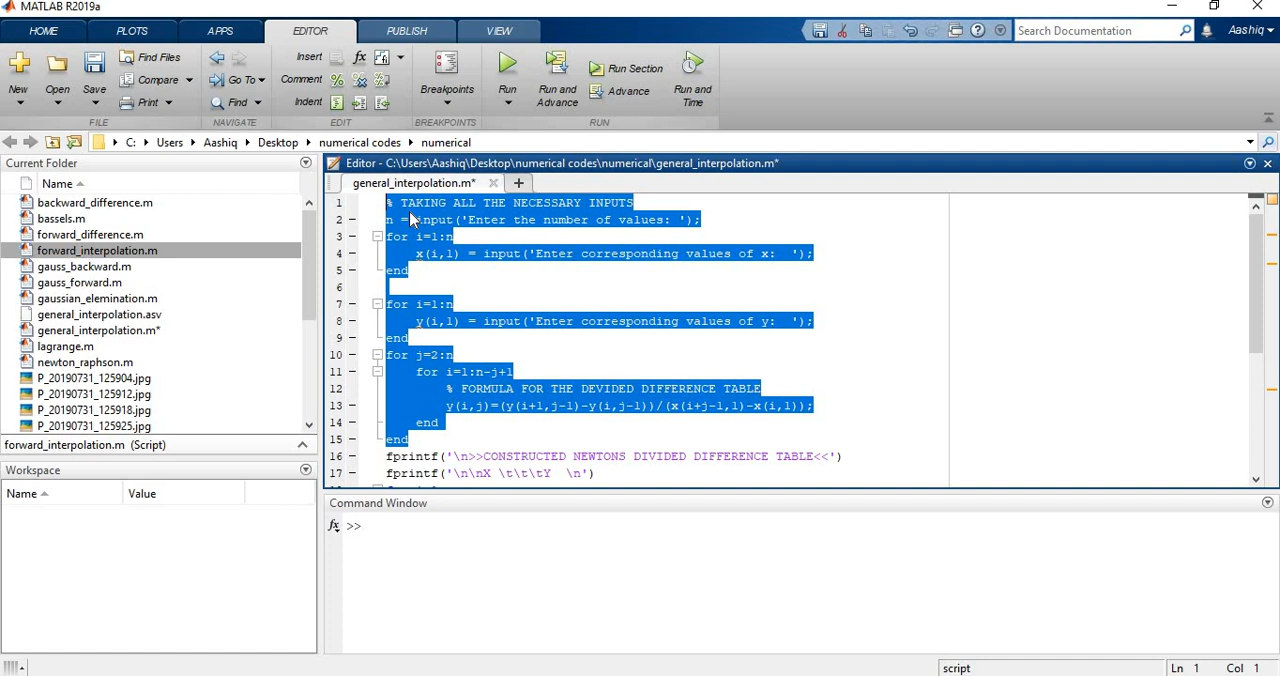 MATLAB R2019a
HOME PLOTS APPS EDITOR PUBLISH VIEW
Search Documentation
Aashiq
New
Open
Save
Find Files
Compare
Print
FILE
Go To
Find
NAVIGATE
Insert
Comment
Indent
EDIT
Breakpoints
BREAKPOINTS
Run
Run and
Advance
Run Section
Advance
Run and
Time
RUN
C: Users Aashiq Desktop numerical codes numerical
Current Folder
Name
backward_difference.m
bassels.m
forward_difference.m
forward_interpolation.m
gauss_backward.m
gauss_forward.m
gaussian_elemination.m
general_interpolation.asv
general_interpolation.m*
lagrange.m
newton_raphson.m
P_20190731_125904.jpg
P_20190731_125912.jpg
P_20190731_125918.jpg
P_20190731_125925.jpg
forward_interpolation.m (Script)
Workspace
Name Value
Editor - C:\Users\Aashiq\Desktop\numerical codes\numerical\general_interpolation.m*
general_interpolation.m*
1 % TAKING ALL THE NECESSARY INPUTS
2 n = input('Enter the number of values: ');
3 for i=1:n
4 x(i,1) = input('Enter corresponding values of x:  ');
5 end
6
7 for i=1:n
8 y(i,1) = input('Enter corresponding values of y:  ');
9 end
10 for j=2:n
11 for i=1:n-j+1
12 % FORMULA FOR THE DEVIDED DIFFERENCE TABLE
13 y(i,j)=(y(i+1,j-1)-y(i,j-1))/(x(i+j-1,1)-x(i,1));
14 end
15 end
16 fprintf('\n>>CONSTRUCTED NEWTONS DIVIDED DIFFERENCE TABLE<<')
17 fprintf('\n\nX \t\t\tY  \n')
Command Window
fx >>
script
Ln 1 Col 1